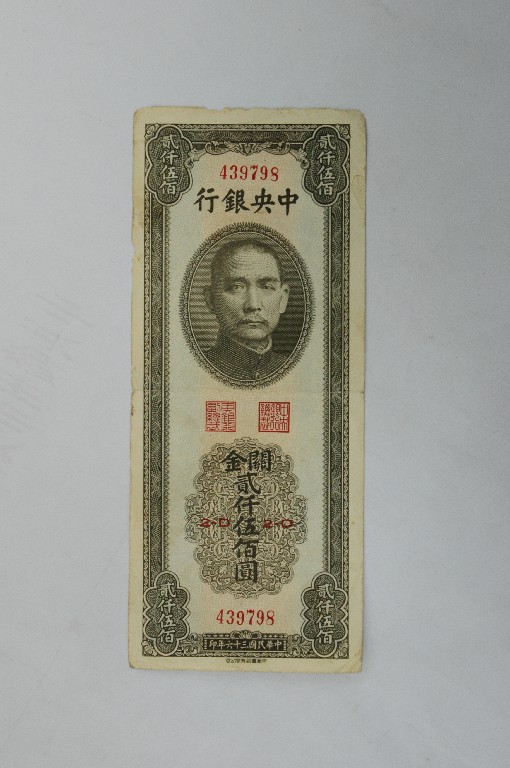 貳仟伍佰
貳仟伍佰
439798
中央銀行
關金
貳仟伍佰圓
2-D 2-O
貳仟伍佰
貳仟伍佰
439798
中華民國三十六年印